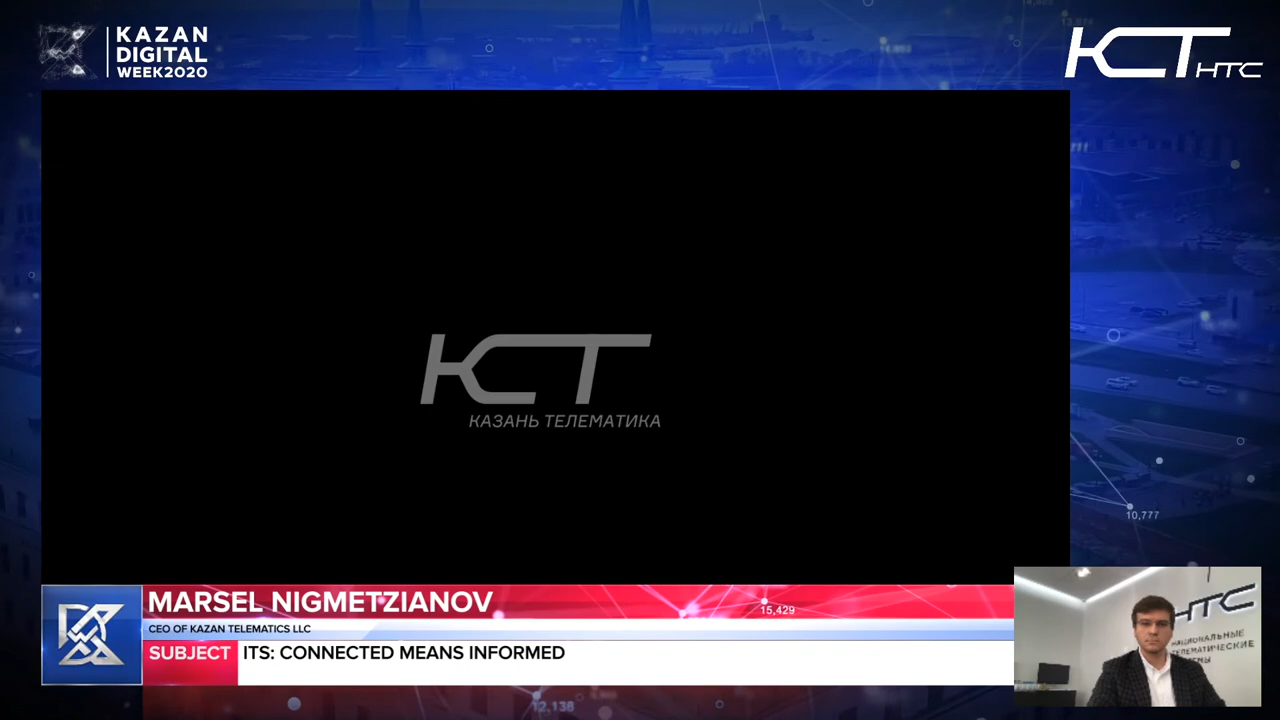 KAZAN
DIGITAL
WEEK2020
КСТ НТС
КСТ
КАЗАНЬ ТЕЛЕМАТИКА
10,777
MARSEL NIGMETZIANOV
15,429
CEO OF KAZAN TELEMATICS LLC
SUBJECT ITS: CONNECTED MEANS INFORMED
НТС
НАЦИОНАЛЬНЫЕ
ТЕЛЕМАТИЧЕСКИЕ
12,138